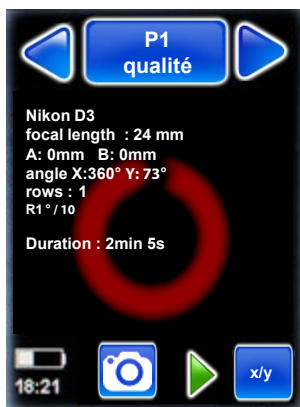 P1
qualité
Nikon D3
focal length : 24 mm
A: 0mm B: 0mm
angle X:360° Y: 73°
rows : 1
R1 ° / 10
Duration : 2min 5s
18:21
x/y